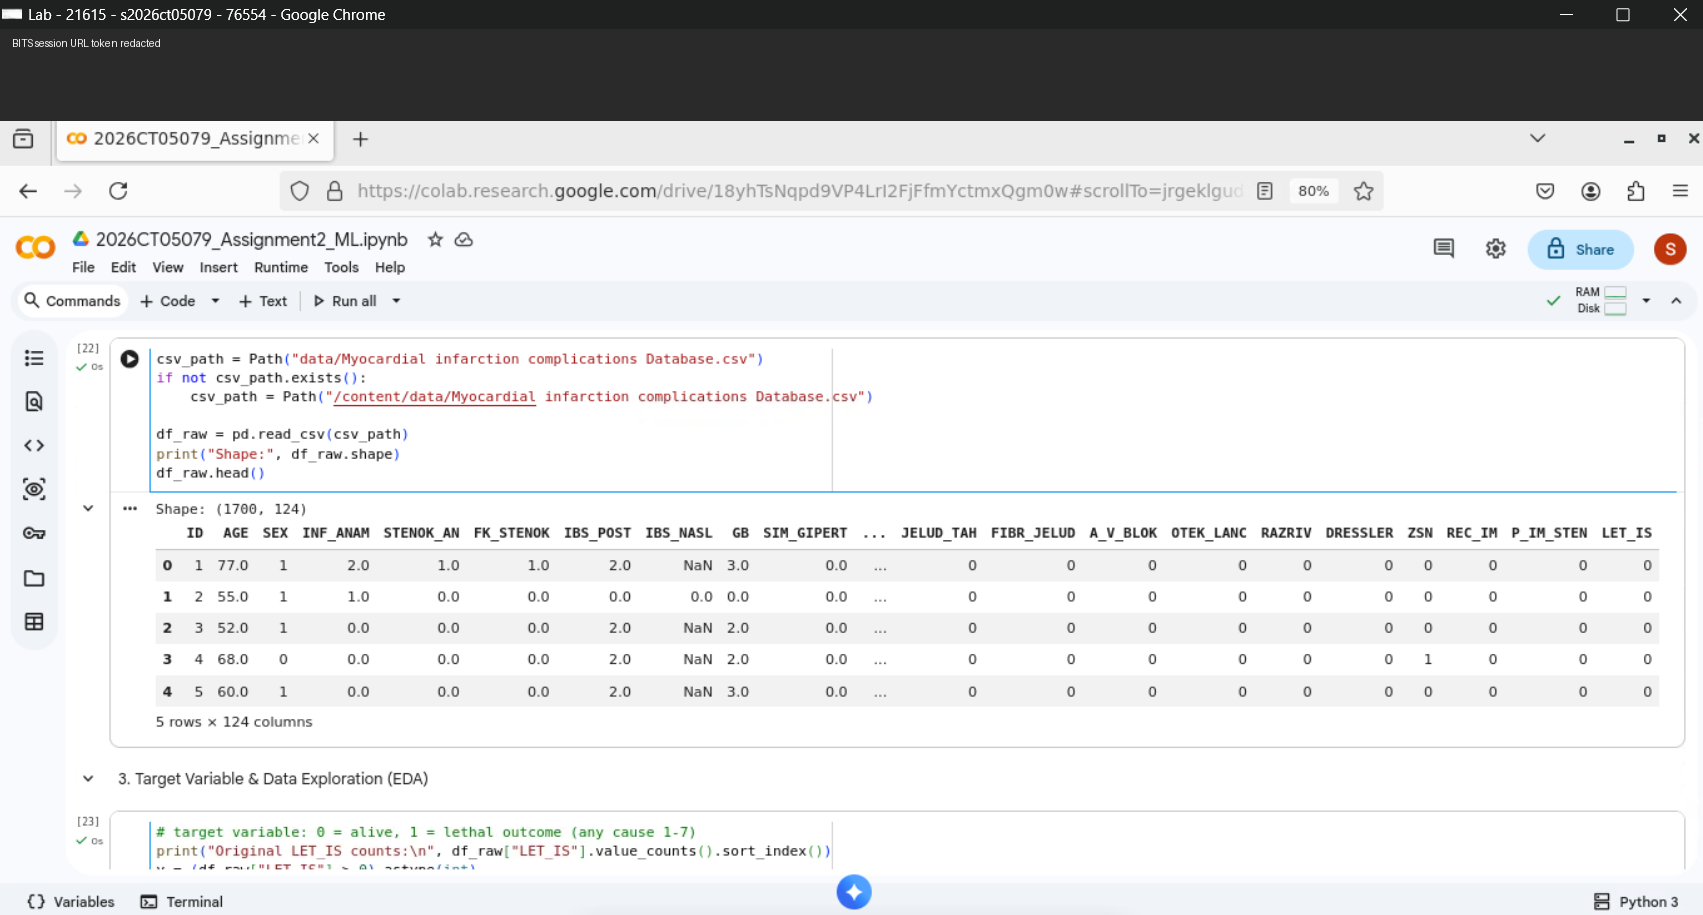 Lab - 21615 - s2026ct05079 - 76554 - Google Chrome
BITS session URL token redacted
2026CT05079_Assignme
https://colab.research.google.com/drive/18yhTsNqpd9VP4LrI2FjFfmYctmxQgm0w#scrollTo=jrgeklgud
80%
2026CT05079_Assignment2_ML.ipynb
File Edit View Insert Runtime Tools Help
Share
S
Commands + Code + Text Run all
RAM
Disk
[22]
0s
csv_path = Path("data/Myocardial infarction complications Database.csv")
if not csv_path.exists():
csv_path = Path("/content/data/Myocardial infarction complications Database.csv")
df_raw = pd.read_csv(csv_path)
print("Shape:", df_raw.shape)
df_raw.head()
Shape: (1700, 124)
ID AGE SEX INF_ANAM STENOK_AN FK_STENOK IBS_POST IBS_NASL GB SIM_GIPERT ... JELUD_TAH FIBR_JELUD A_V_BLOK OTEK_LANC RAZRIV DRESSLER ZSN REC_IM P_IM_STEN LET_IS
0 1 77.0 1 2.0 1.0 1.0 2.0 NaN 3.0 0.0 ... 0 0 0 0 0 0 0 0 0 0
1 2 55.0 1 1.0 0.0 0.0 0.0 0.0 0.0 0.0 ... 0 0 0 0 0 0 0 0 0 0
2 3 52.0 1 0.0 0.0 0.0 2.0 NaN 2.0 0.0 ... 0 0 0 0 0 0 0 0 0 0
3 4 68.0 0 0.0 0.0 0.0 2.0 NaN 2.0 0.0 ... 0 0 0 0 0 0 1 0 0 0
4 5 60.0 1 0.0 0.0 0.0 2.0 NaN 3.0 0.0 ... 0 0 0 0 0 0 0 0 0 0
5 rows × 124 columns
3. Target Variable & Data Exploration (EDA)
[23]
0s
# target variable: 0 = alive, 1 = lethal outcome (any cause 1-7)
print("Original LET_IS counts:\n", df_raw["LET_IS"].value_counts().sort_index())
y = (df_raw["LET_IS"] > 0).astype(int)
Variables Terminal
Python 3